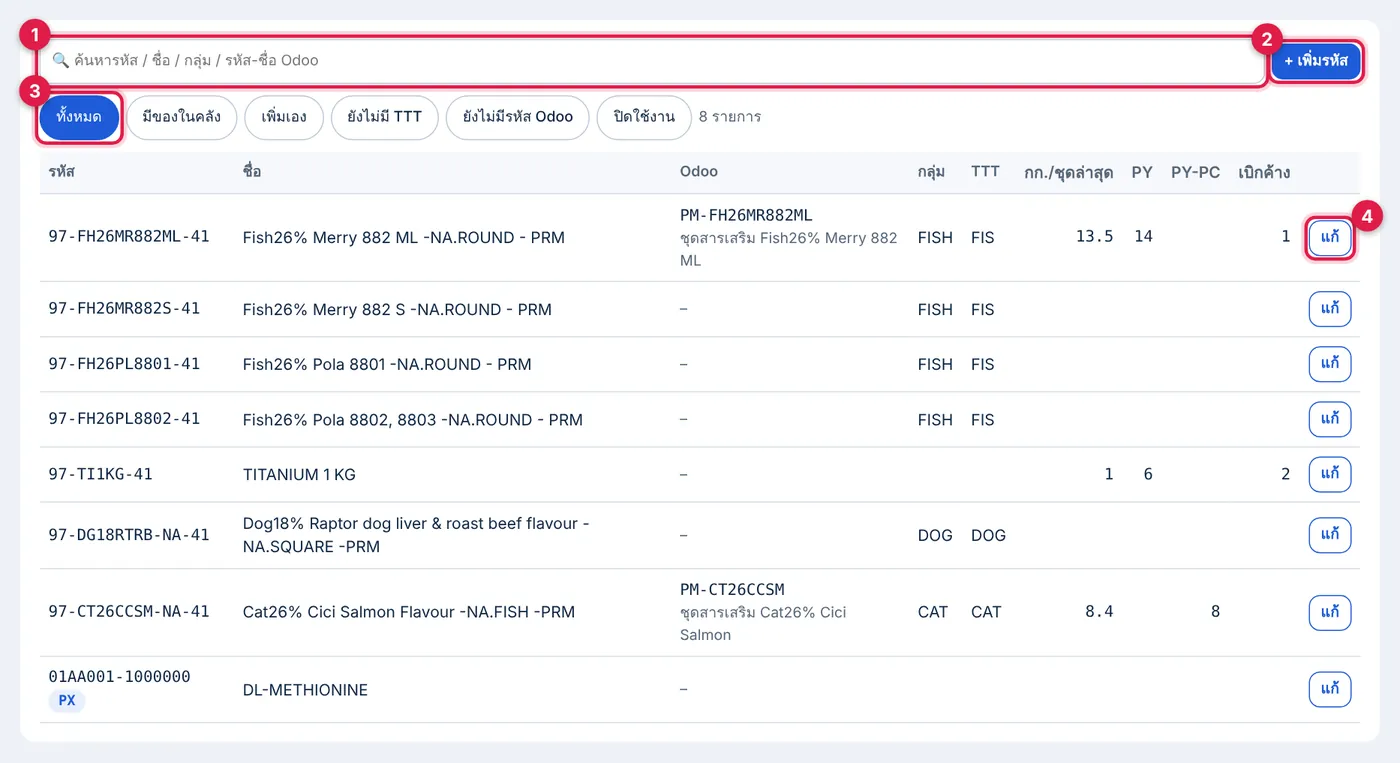 1
🔍 ค้นหารหัส / ชื่อ / กลุ่ม / รหัส-ชื่อ Odoo
2
+ เพิ่มรหัส
3
ทั้งหมด มีของในคลัง เพิ่มเอง ยังไม่มี TTT ยังไม่มีรหัส Odoo ปิดใช้งาน 8 รายการ
รหัส ชื่อ Odoo กลุ่ม TTT กก./ชุดล่าสุด PY PY-PC เบิกค้าง
4
97-FH26MR882ML-41 Fish26% Merry 882 ML -NA.ROUND - PRM PM-FH26MR882ML
ชุดสารเสริม Fish26% Merry 882
ML
FISH FIS 13.5 14 1 แก้
97-FH26MR882S-41 Fish26% Merry 882 S -NA.ROUND - PRM – FISH FIS แก้
97-FH26PL8801-41 Fish26% Pola 8801 -NA.ROUND - PRM – FISH FIS แก้
97-FH26PL8802-41 Fish26% Pola 8802, 8803 -NA.ROUND - PRM – FISH FIS แก้
97-TI1KG-41 TITANIUM 1 KG – 1 6 2 แก้
97-DG18RTRB-NA-41 Dog18% Raptor dog liver & roast beef flavour -
NA.SQUARE -PRM
– DOG DOG แก้
97-CT26CCSM-NA-41 Cat26% Cici Salmon Flavour -NA.FISH -PRM PM-CT26CCSM
ชุดสารเสริม Cat26% Cici
Salmon
CAT CAT 8.4 8 แก้
01AA001-1000000
PX
DL-METHIONINE – แก้